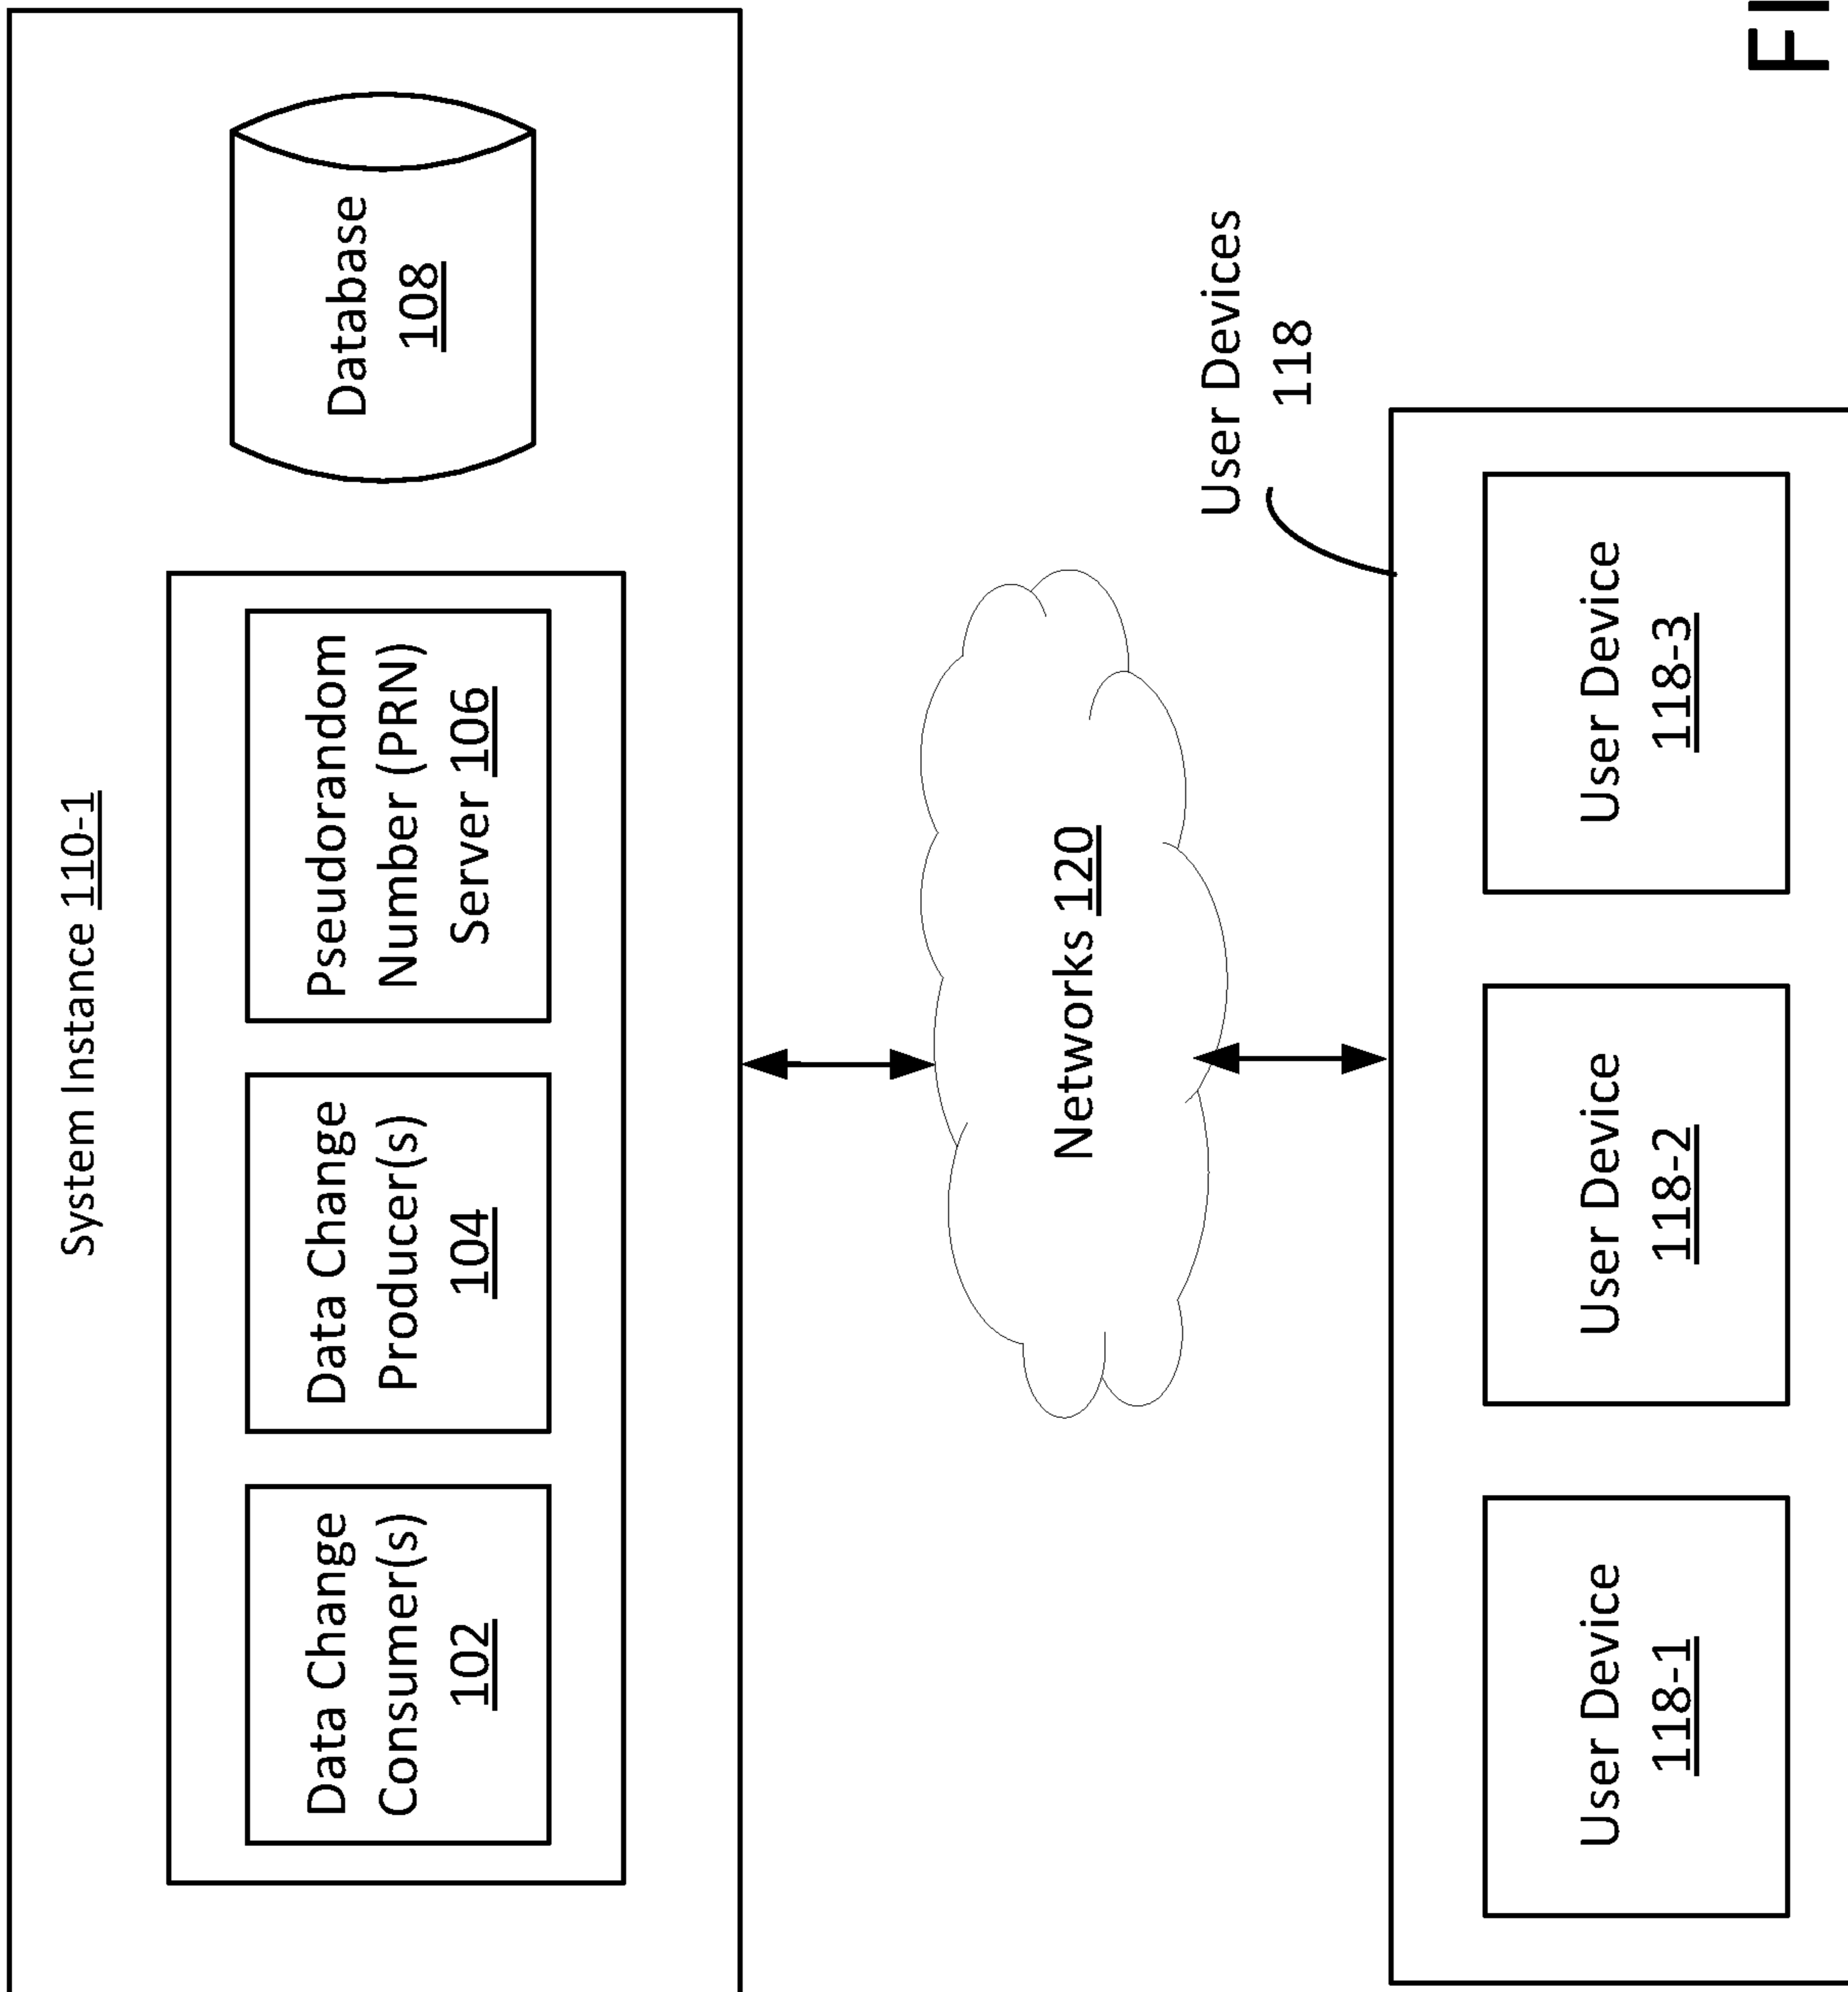 System Instance 110-1
Data Change
Consumer(s)
102
Data Change
Producer(s)
104
Pseudorandom
Number (PRN)
Server 106
Database
108
Networks 120
User Devices
118
User Device
118-1
User Device
118-2
User Device
118-3